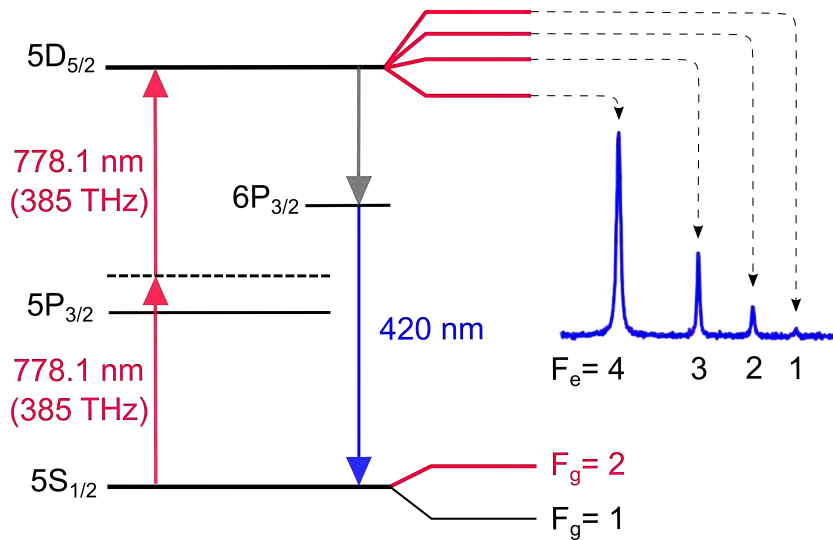 5D5/2
778.1 nm
(385 THz)
6P3/2
5P3/2
420 nm
778.1 nm
(385 THz)
Fe= 4 3 2 1
5S1/2
Fg= 2
Fg= 1